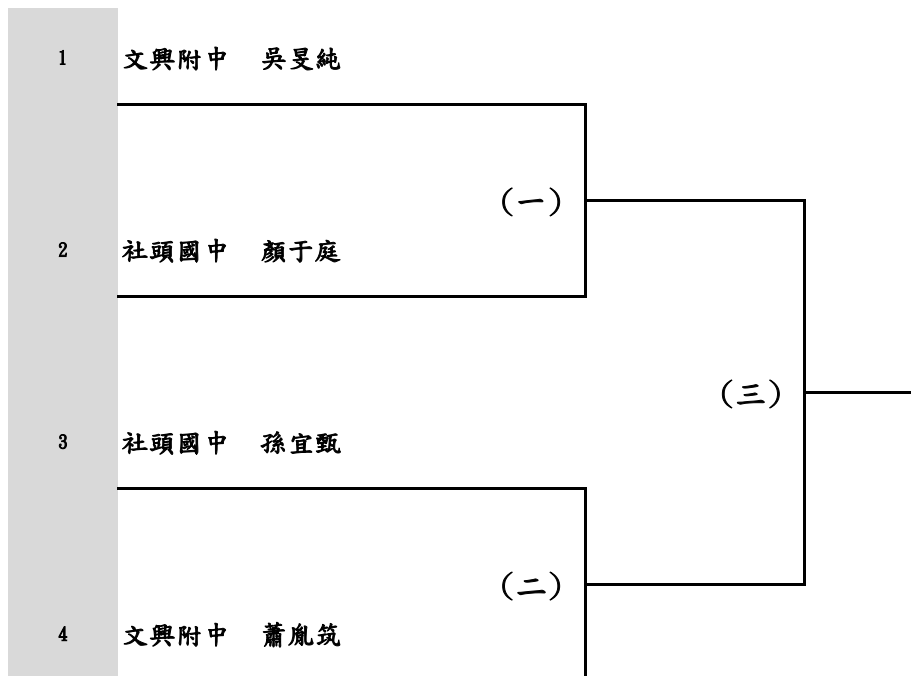 1 文興附中 吳旻純
(一)
2 社頭國中 顏于庭
(三)
3 社頭國中 孫宜甄
(二)
4 文興附中 蕭胤筑